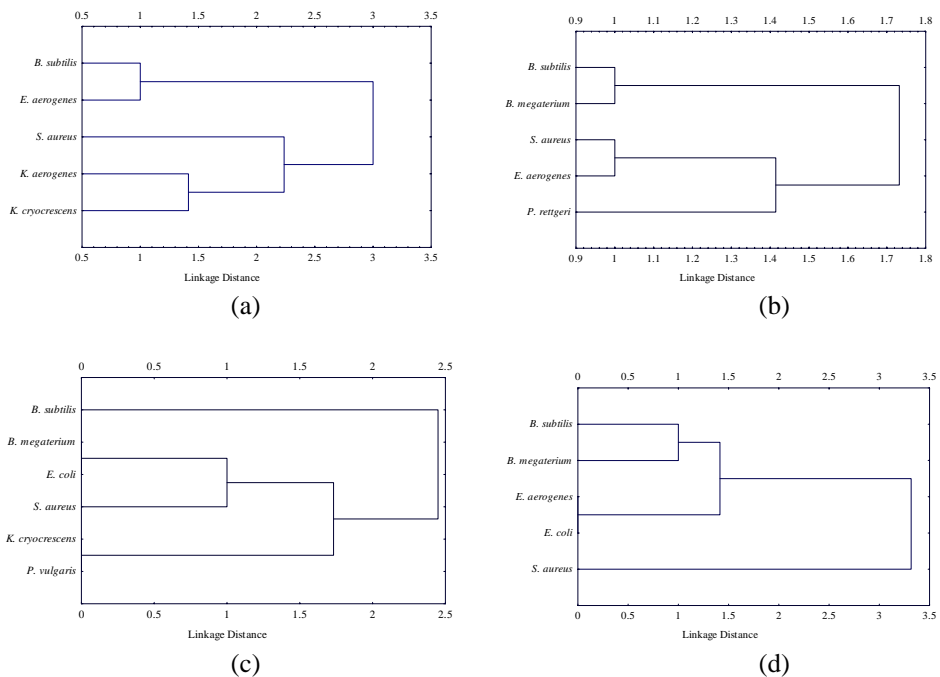 0.5 1 1.5 2 2.5 3 3.5
B. subtilis
E. aerogenes
S. aureus
K. aerogenes
K. cryocrescens
0.5 1 1.5 2 2.5 3 3.5
Linkage Distance
(a)
0.9 1 1.1 1.2 1.3 1.4 1.5 1.6 1.7 1.8
B. subtilis
B. megaterium
S. aureus
E. aerogenes
P. rettgeri
0.9 1 1.1 1.2 1.3 1.4 1.5 1.6 1.7 1.8
Linkage Distance
(b)
0 0.5 1 1.5 2 2.5
B. subtilis
B. megaterium
E. coli
S. aureus
K. cryocrescens
P. vulgaris
0 0.5 1 1.5 2 2.5
Linkage Distance
(c)
0 0.5 1 1.5 2 2.5 3 3.5
B. subtilis
B. megaterium
E. aerogenes
E. coli
S. aureus
0 0.5 1 1.5 2 2.5 3 3.5
Linkage Distance
(d)